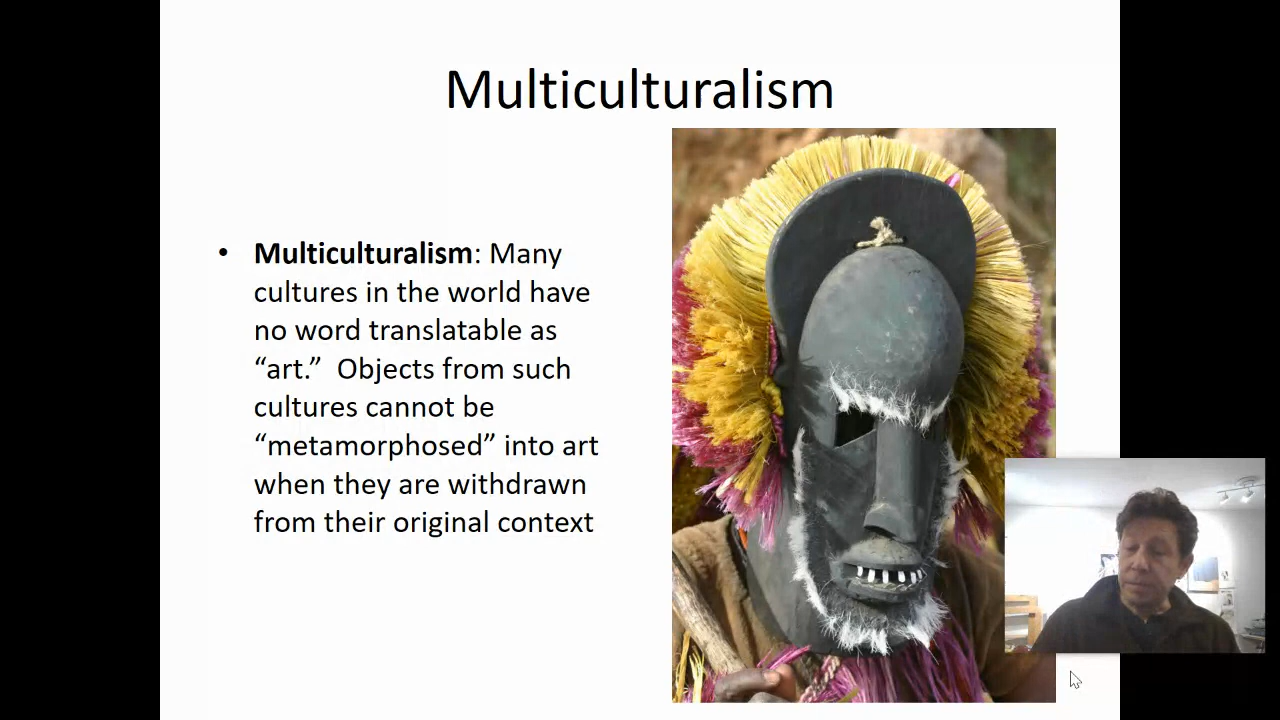 Multiculturalism
• Multiculturalism: Many
cultures in the world have
no word translatable as
“art.”  Objects from such
cultures cannot be
“metamorphosed” into art
when they are withdrawn
from their original context